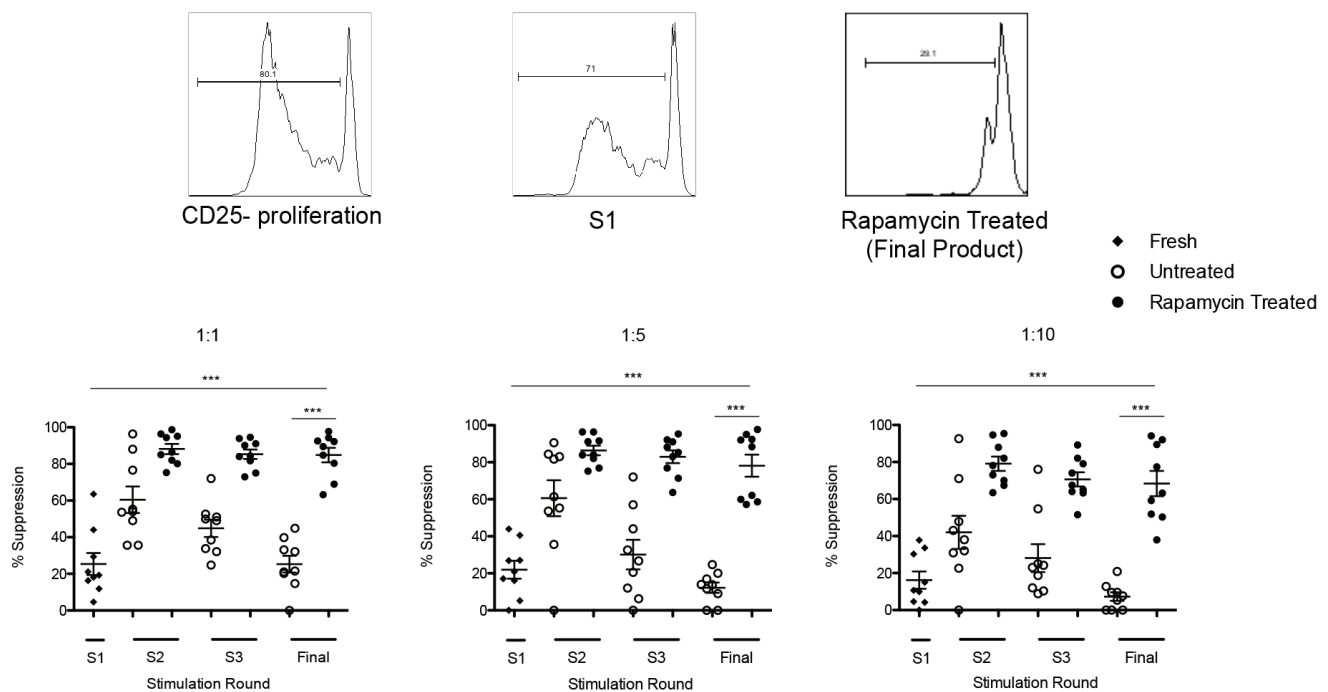 80.1
71
29.1
CD25- proliferation
S1
Rapamycin Treated
(Final Product)
Fresh
Untreated
Rapamycin Treated
1:1
1:5
1:10
***
***
***
***
***
***
100
80
60
40
20
0
% Suppression
S1
S2
S3
Final
Stimulation Round
100
80
60
40
20
0
% Suppression
S1
S2
S3
Final
Stimulation Round
100
80
60
40
20
0
% Suppression
S1
S2
S3
Final
Stimulation Round